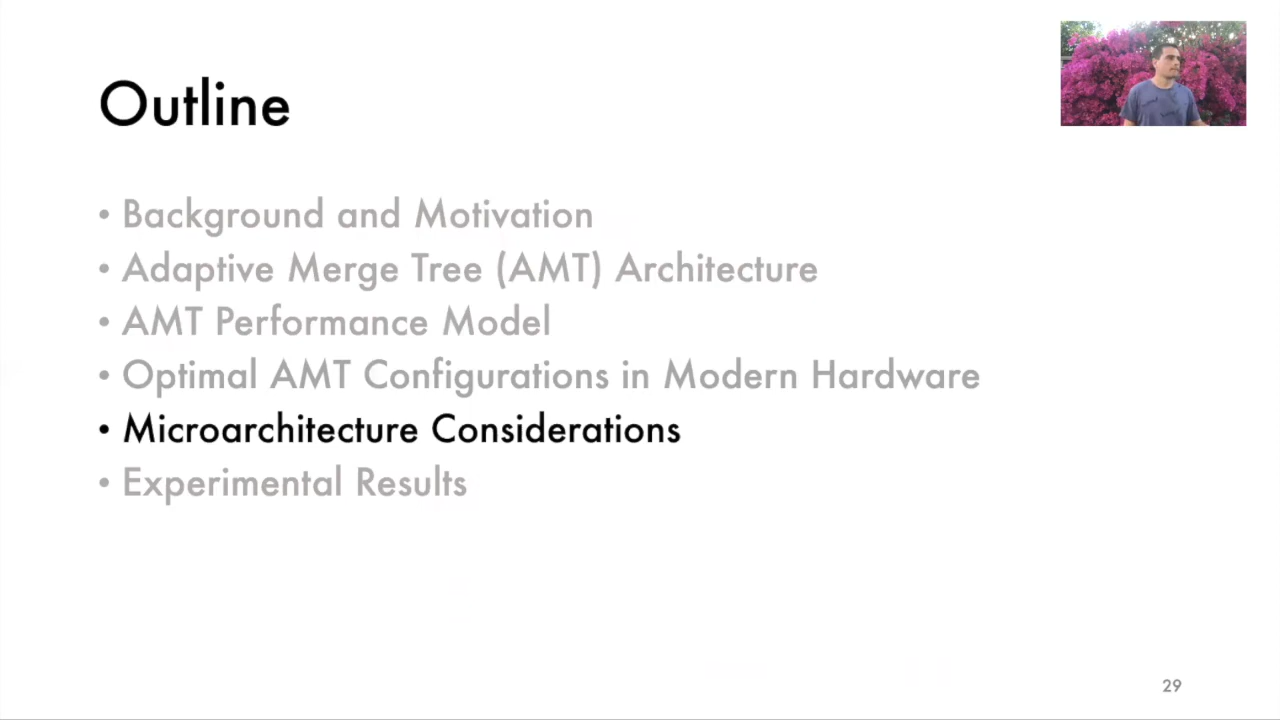 Outline
• Background and Motivation
• Adaptive Merge Tree (AMT) Architecture
• AMT Performance Model
• Optimal AMT Configurations in Modern Hardware
• Microarchitecture Considerations
• Experimental Results
29